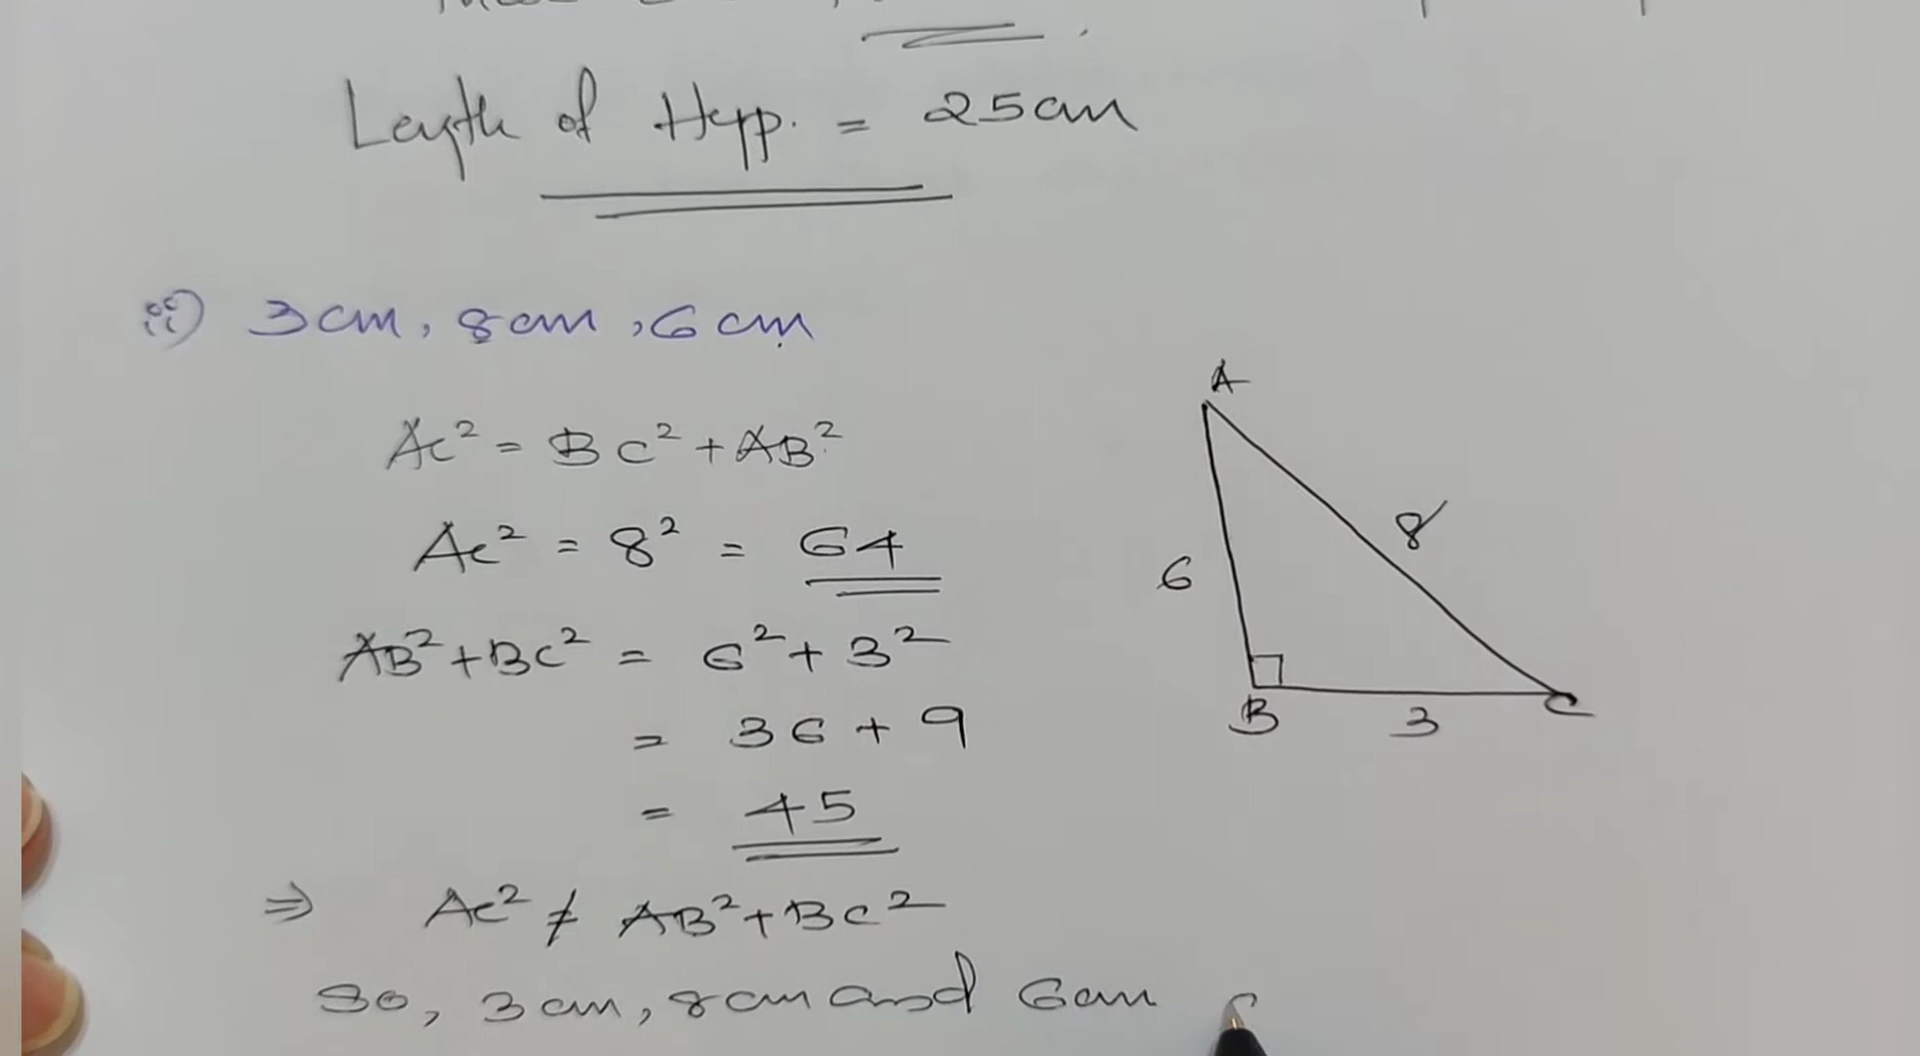 Length of Hyp. = 25cm
ii) 3cm, 8cm, 6cm
AC² = BC² + AB²
AC² = 8² = 64
AB² + BC² = 6² + 3²
= 36 + 9
= 45
⇒ AC² ≠ AB² + BC²
So, 3cm, 8cm and 6cm
A
8
6
B
3
C